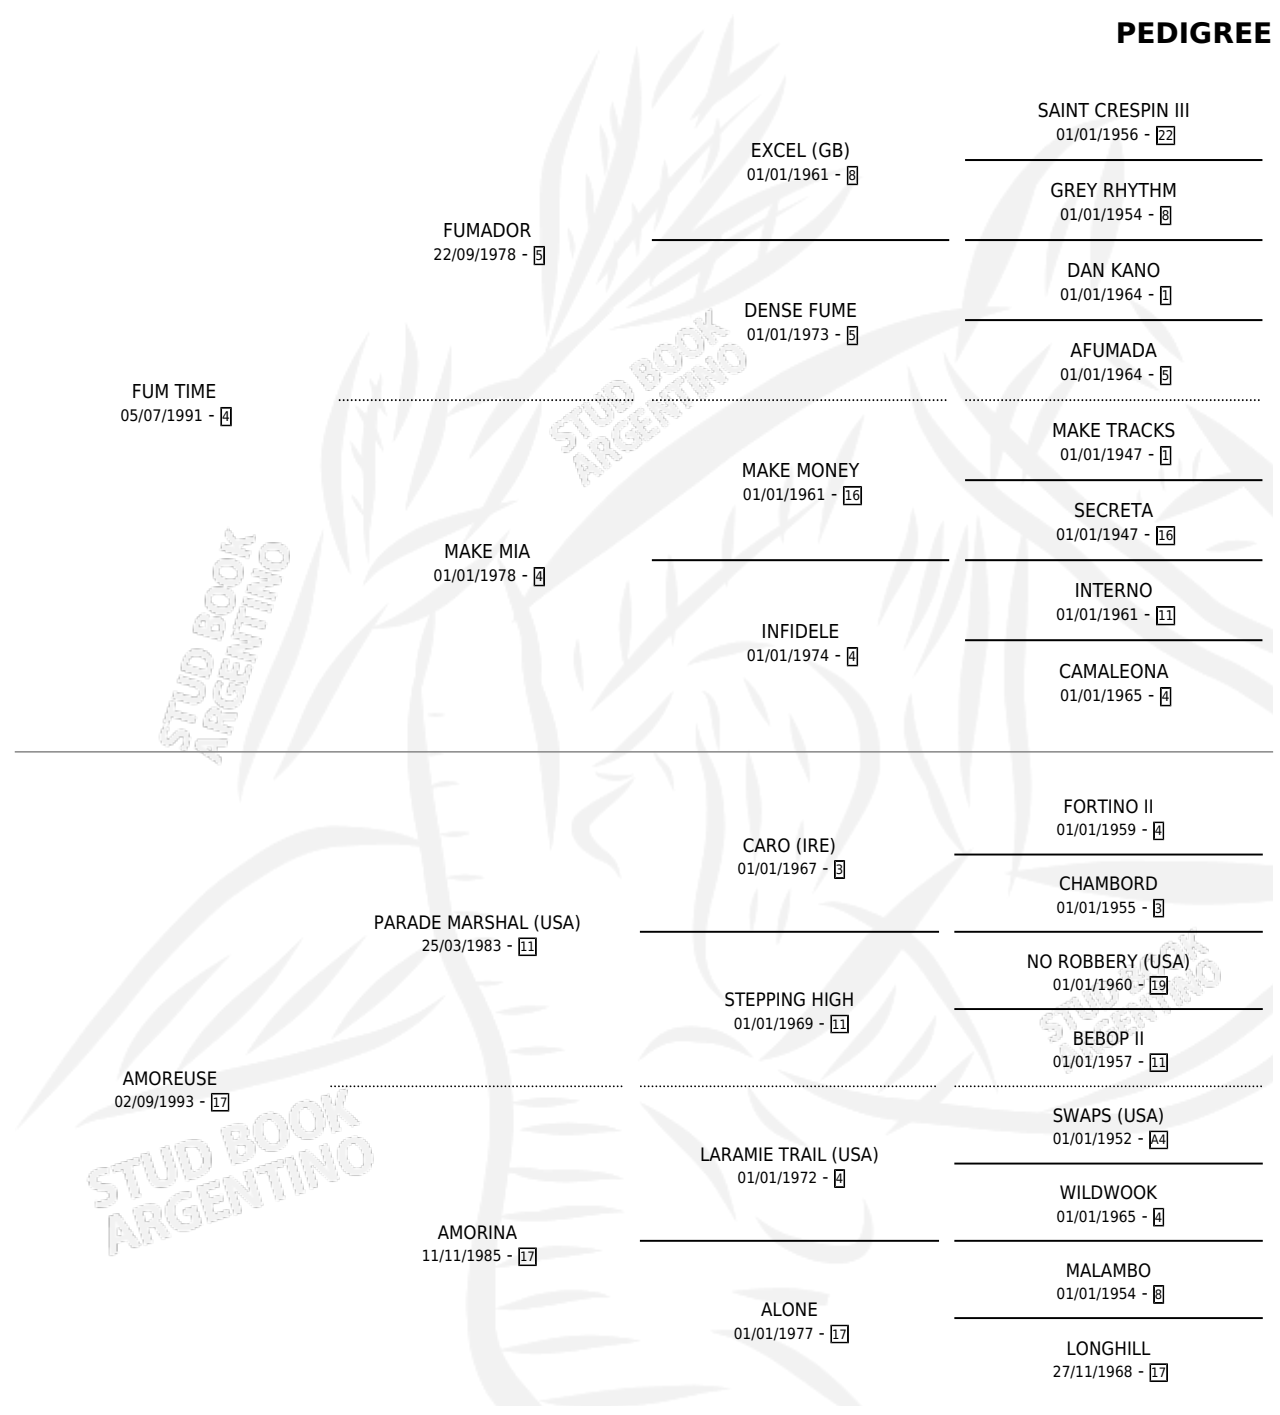 PEDIGREE
SAINT CRESPIN III
01/01/1956 - 22
EXCEL (GB)
01/01/1961 - 8
GREY RHYTHM
01/01/1954 - 8
FUMADOR
22/09/1978 - 5
DAN KANO
01/01/1964 - 1
DENSE FUME
01/01/1973 - 5
AFUMADA
01/01/1964 - 5
FUM TIME
05/07/1991 - 4
MAKE TRACKS
01/01/1947 - 1
MAKE MONEY
01/01/1961 - 16
SECRETA
01/01/1947 - 16
MAKE MIA
01/01/1978 - 4
INTERNO
01/01/1961 - 11
INFIDELE
01/01/1974 - 4
CAMALEONA
01/01/1965 - 4
FORTINO II
01/01/1959 - 4
CARO (IRE)
01/01/1967 - 3
CHAMBORD
01/01/1955 - 3
PARADE MARSHAL (USA)
25/03/1983 - 11
NO ROBBERY (USA)
01/01/1960 - 19
STEPPING HIGH
01/01/1969 - 11
BEBOP II
01/01/1957 - 11
AMOREUSE
02/09/1993 - 17
SWAPS (USA)
01/01/1952 - A4
LARAMIE TRAIL (USA)
01/01/1972 - 4
WILDWOOK
01/01/1965 - 4
AMORINA
11/11/1985 - 17
MALAMBO
01/01/1954 - 8
ALONE
01/01/1977 - 17
LONGHILL
27/11/1968 - 17
STUD BOOK
ARGENTINO
STUD BOOK
ARGENTINO
STUD BOOK
ARGENTINO
STUD BOOK
ARGENTINO